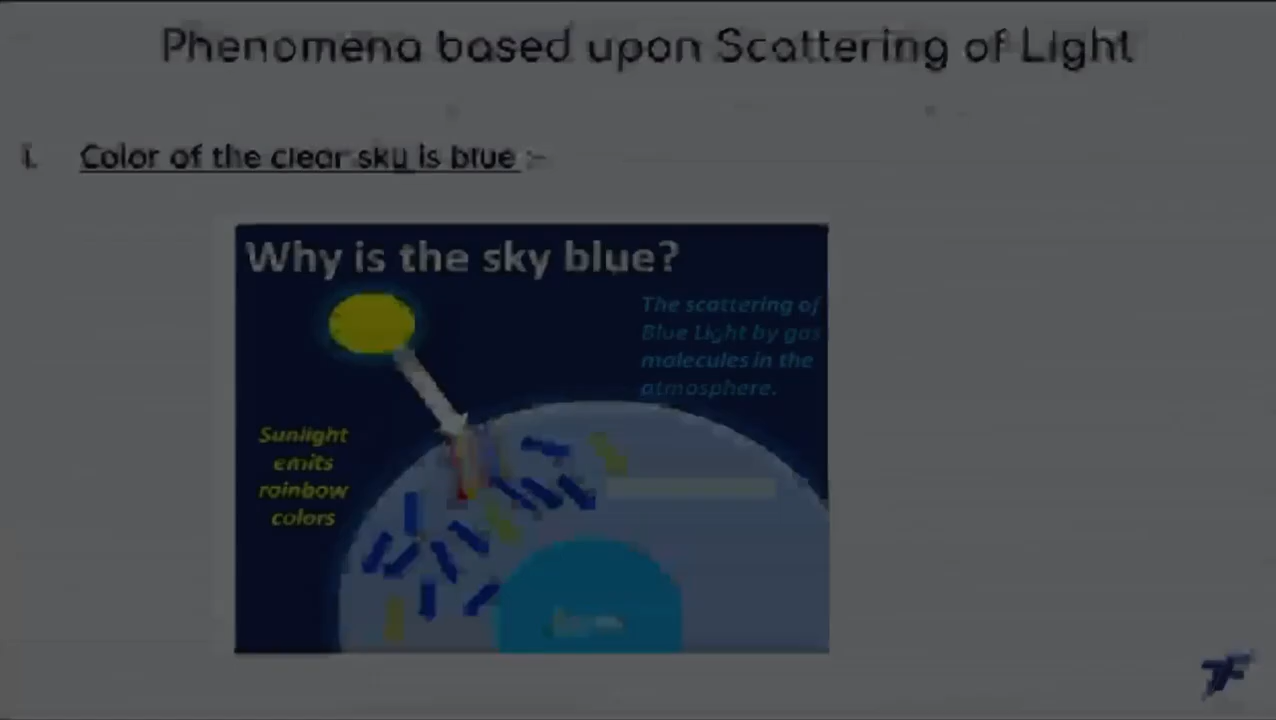 Phenomena based upon Scattering of Light
i. Color of the clear sky is blue :-
Why is the sky blue?
The scattering of
Blue Light by gas
molecules in the
atmosphere.
Sunlight
emits
rainbow
colors